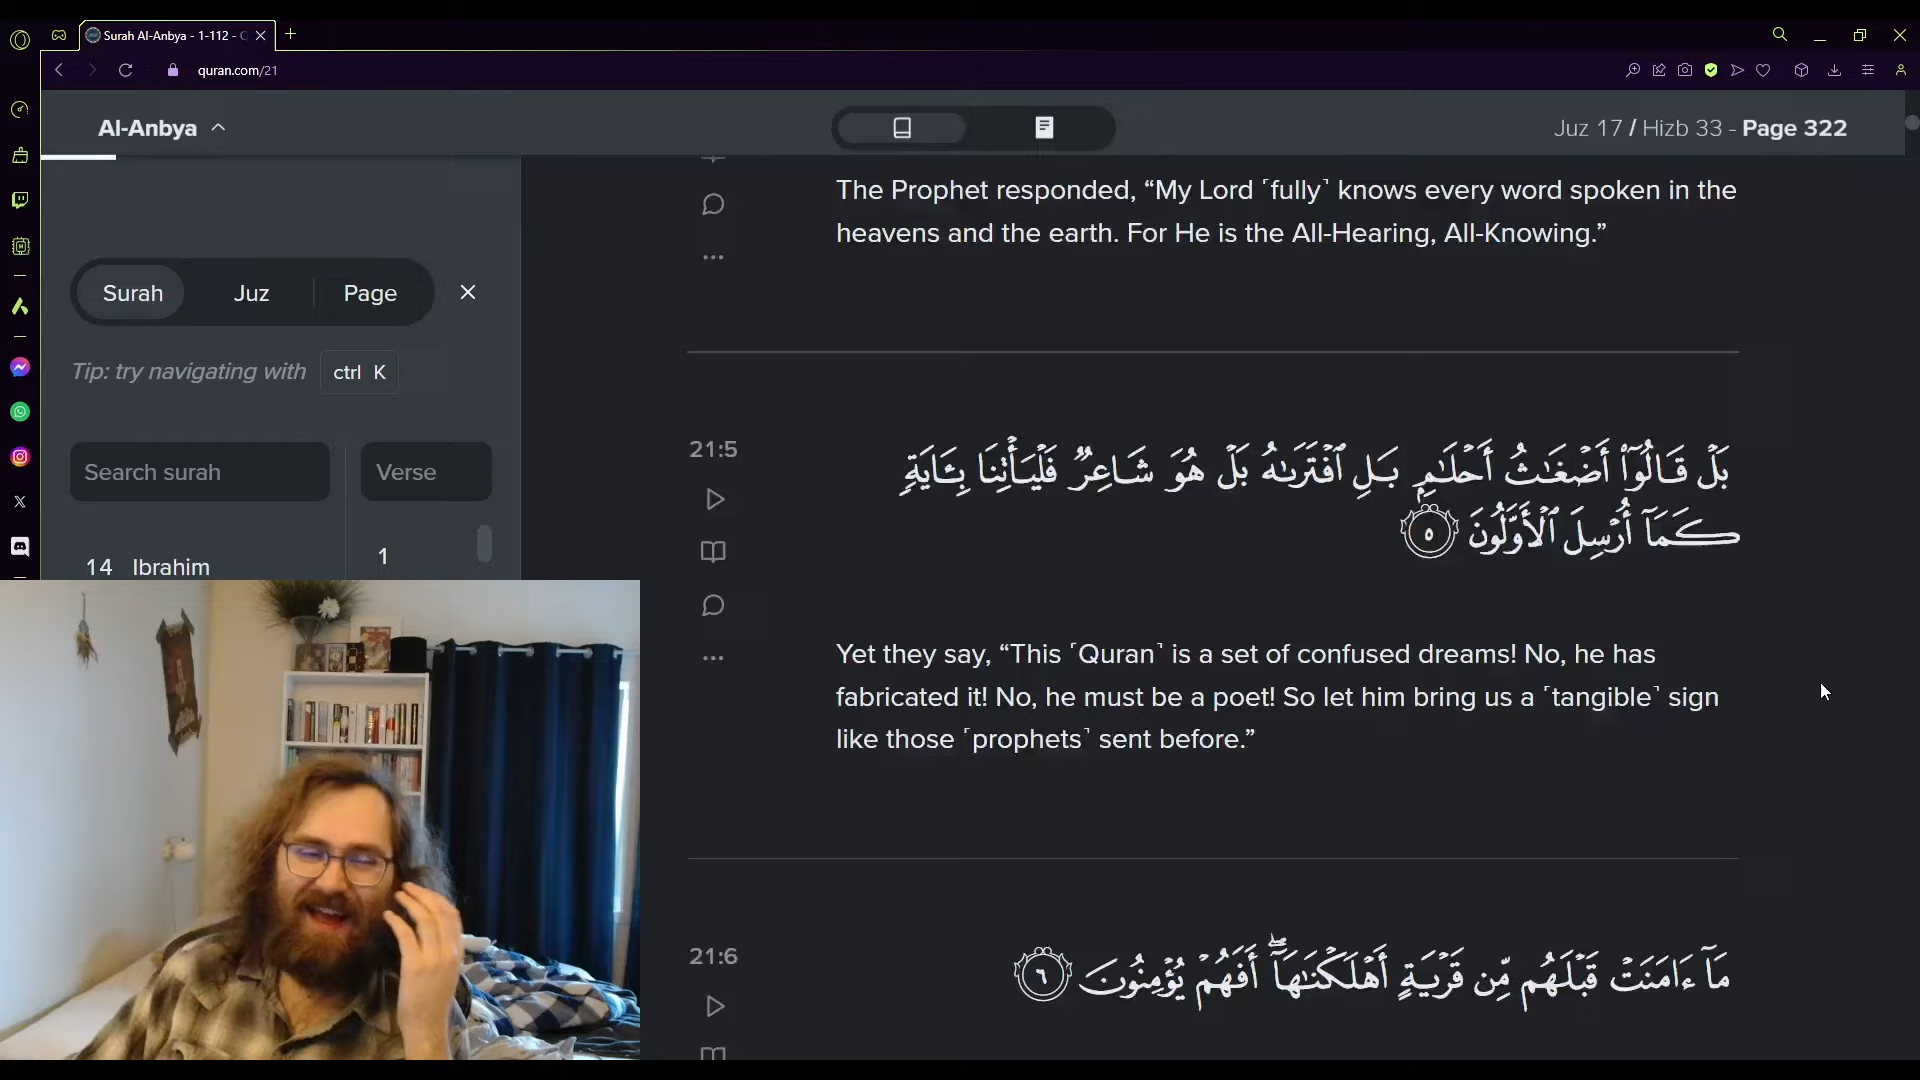 Surah Al-Anbya - 1-112 -
quran.com/21
Al-Anbya
Juz 17 / Hizb 33 - Page 322
Surah
Juz
Page
Tip: try navigating with
ctrl K
Search surah
Verse
14 Ibrahim
1
The Prophet responded, “My Lord ˹fully˺ knows every word spoken in the
heavens and the earth. For He is the All-Hearing, All-Knowing.”
21:5
بَلْ قَالُوٓا۟ أَضْغَـٰثُ أَحْلَـٰمٍۭ بَلِ ٱفْتَرَىٰهُ بَلْ هُوَ شَاعِرٌ فَلْيَأْتِنَا بِـَٔايَةٍ
كَمَآ أُرْسِلَ ٱلْأَوَّلُونَ ٥
Yet they say, “This ˹Quran˺ is a set of confused dreams! No, he has
fabricated it! No, he must be a poet! So let him bring us a ˹tangible˺ sign
like those ˹prophets˺ sent before.”
21:6
مَآ ءَامَنَتْ قَبْلَهُم مِّن قَرْيَةٍ أَهْلَكْنَـٰهَآ ۖ أَفَهُمْ يُؤْمِنُونَ ٦